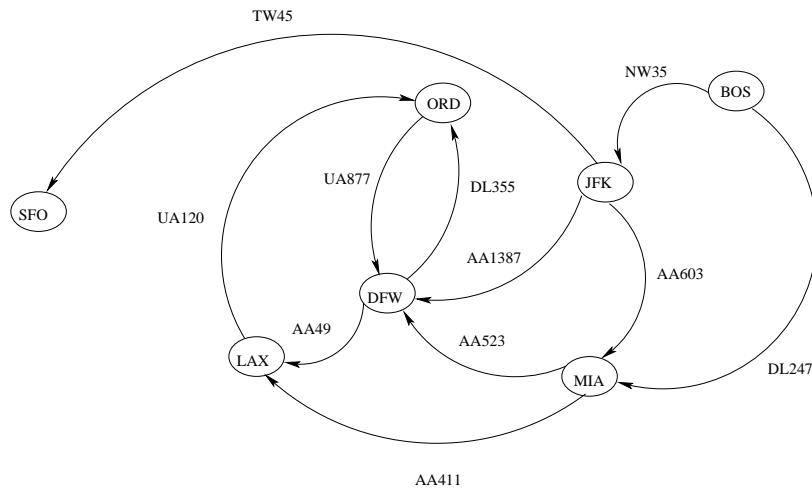 TW45
NW35
BOS
ORD
UA877
DL355
JFK
SFO
UA120
AA1387
AA603
DFW
AA49
AA523
LAX
MIA
DL247
AA411